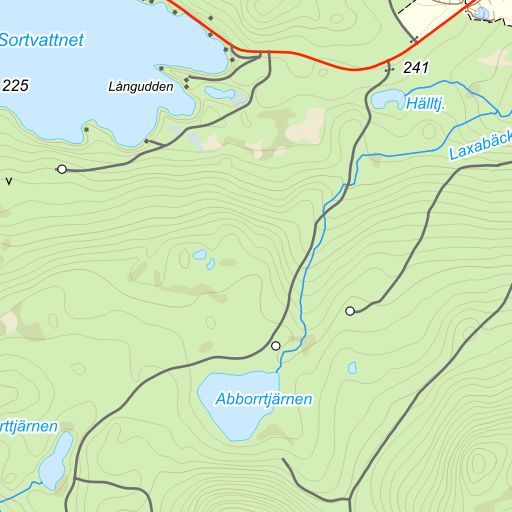 Sortvattnet
241
225
Långudden
Hälltj.
Laxabäck
Abborrtjärnen
rttjärnen